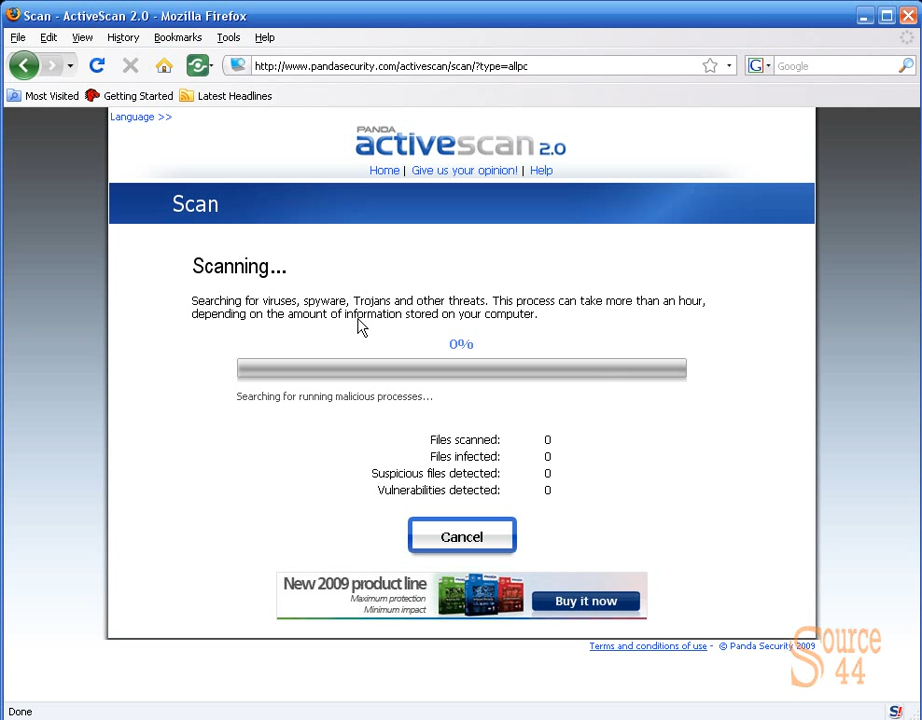 Scan - ActiveScan 2.0 - Mozilla Firefox
File Edit View History Bookmarks Tools Help
http://www.pandasecurity.com/activescan/scan/?type=allpc
G Google
Most Visited Getting Started Latest Headlines
Language >>
PANDA
activescan 2.0
Home | Give us your opinion! | Help
Scan
Scanning...
Searching for viruses, spyware, Trojans and other threats. This process can take more than an hour,
depending on the amount of information stored on your computer.
0%
Searching for running malicious processes...
Files scanned: 0
Files infected: 0
Suspicious files detected: 0
Vulnerabilities detected: 0
Cancel
New 2009 product line
Maximum protection
Minimum impact
Buy it now
Terms and conditions of use - © Panda Security 2009
Source
44
Done
S!